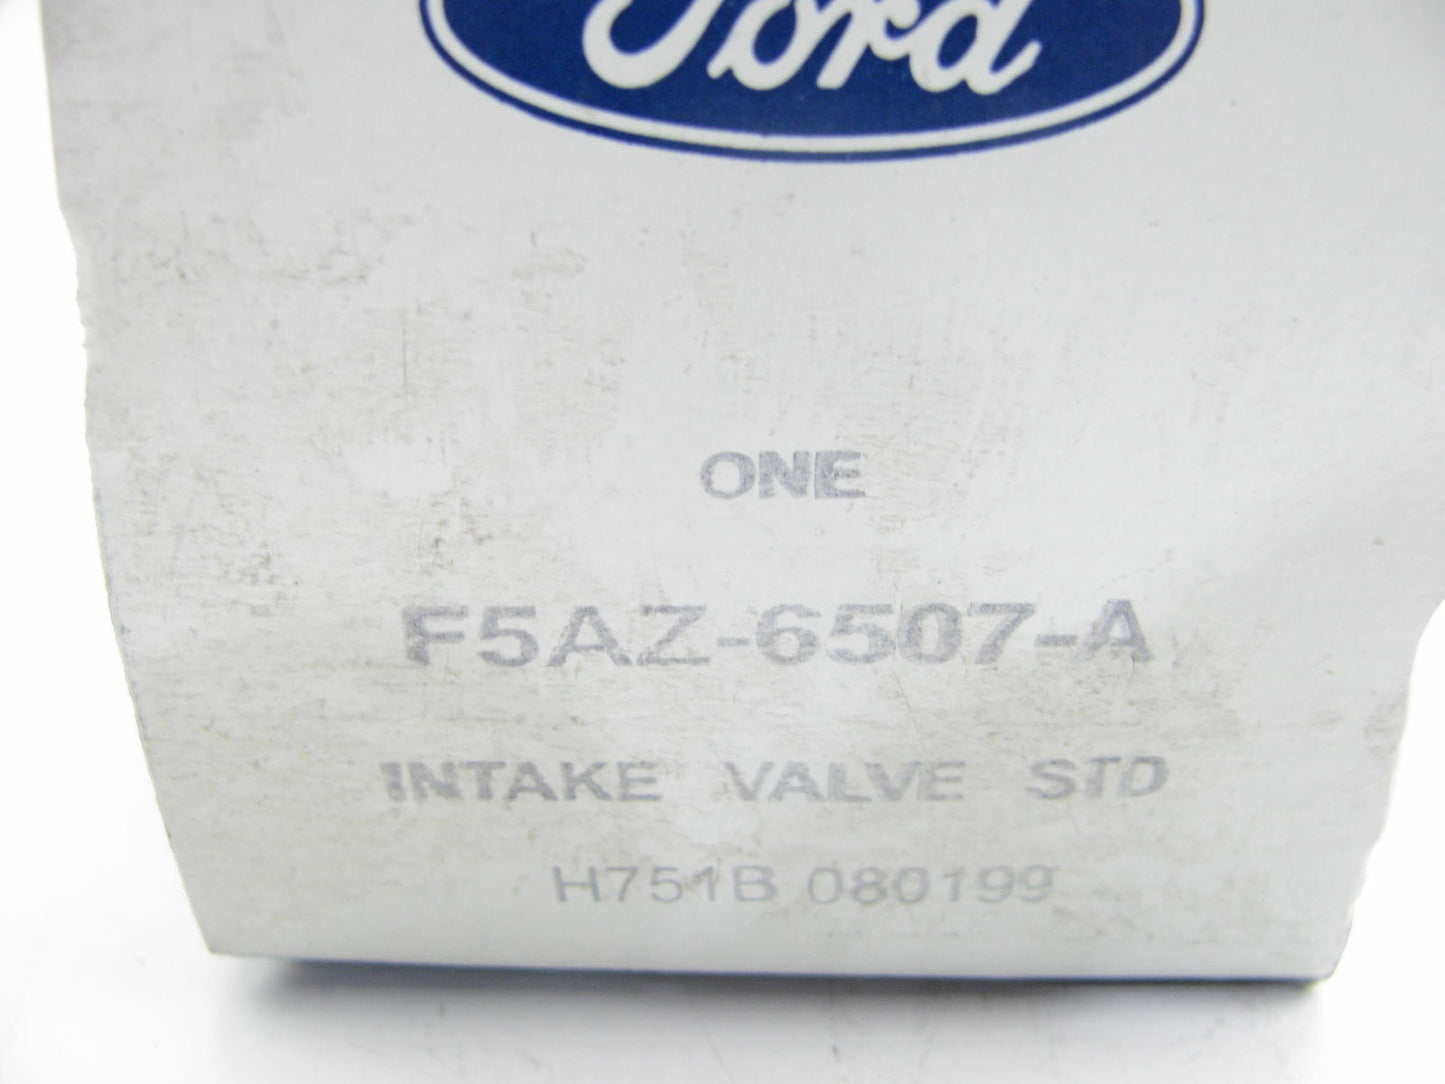 Ford
ONE
F5AZ-6507-A
INTAKE VALVE STD
H751B 080199